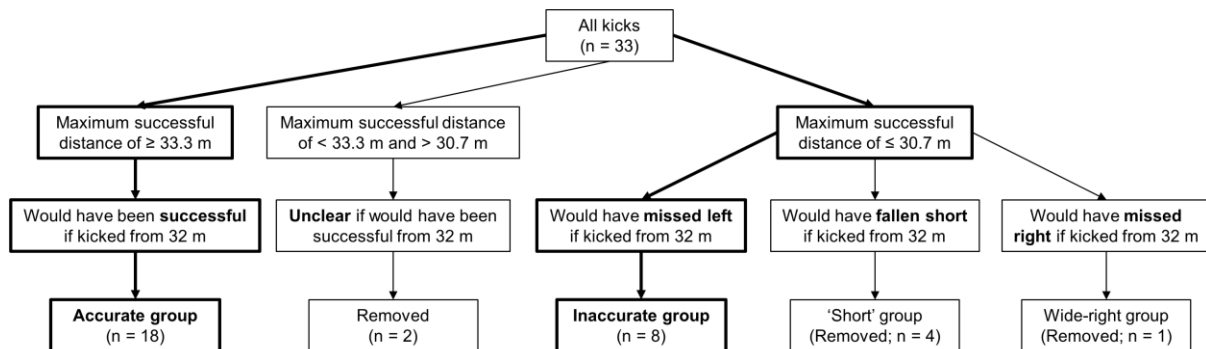 All kicks
(n = 33)
Maximum successful
distance of ≥ 33.3 m
Maximum successful distance
of < 33.3 m and > 30.7 m
Maximum successful
distance of ≤ 30.7 m
Would have been successful
if kicked from 32 m
Unclear if would have been
successful from 32 m
Would have missed left
if kicked from 32 m
Would have fallen short
if kicked from 32 m
Would have missed
right if kicked from 32 m
Accurate group
(n = 18)
Removed
(n = 2)
Inaccurate group
(n = 8)
‘Short’ group
(Removed; n = 4)
Wide-right group
(Removed; n = 1)